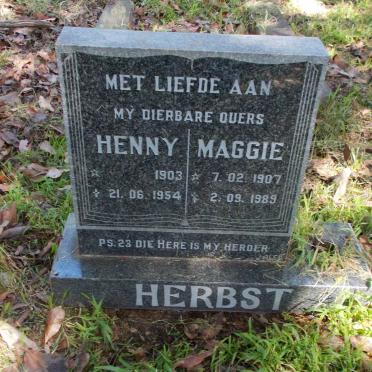 MET LIEFDE AAN
MY DIERBARE OUERS
HENNY MAGGIE
☆ 1903 ☆ 7.02.1907
✝ 21.06.1954 ✝ 2.09.1989
PS.23 DIE HERE IS MY HERDER
HERBST